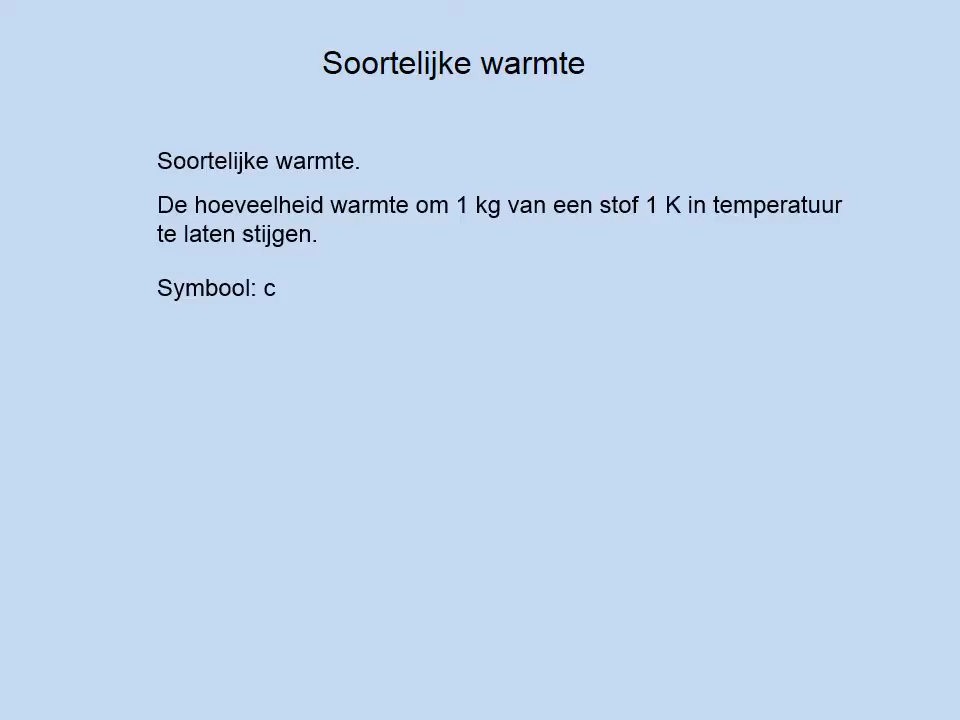 Soortelijke warmte
Soortelijke warmte.
De hoeveelheid warmte om 1 kg van een stof 1 K in temperatuur
te laten stijgen.
Symbool: c